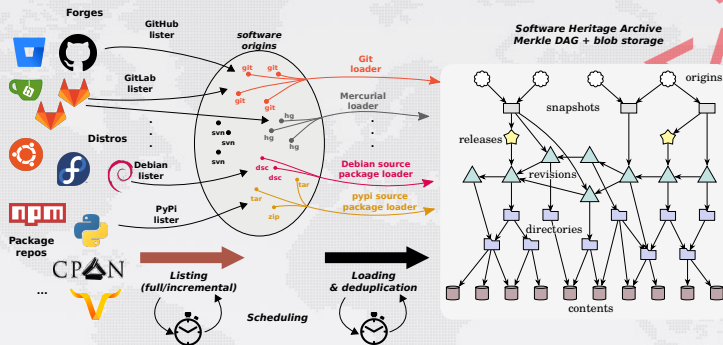 Forges
GitHub
lister
GitLab
lister
Distros
Debian
lister
PyPi
lister
npm
Package
repos
CPAN
...
software
origins
git
git
git
git
hg
hg
hg
svn
svn
svn
dsc
dsc
tar
tar
zip
Git
loader
Mercurial
loader
Debian source
package loader
pypi source
package loader
Listing
(full/incremental)
Scheduling
Loading
& deduplication
Software Heritage Archive
Merkle DAG + blob storage
origins
snapshots
releases
revisions
directories
contents